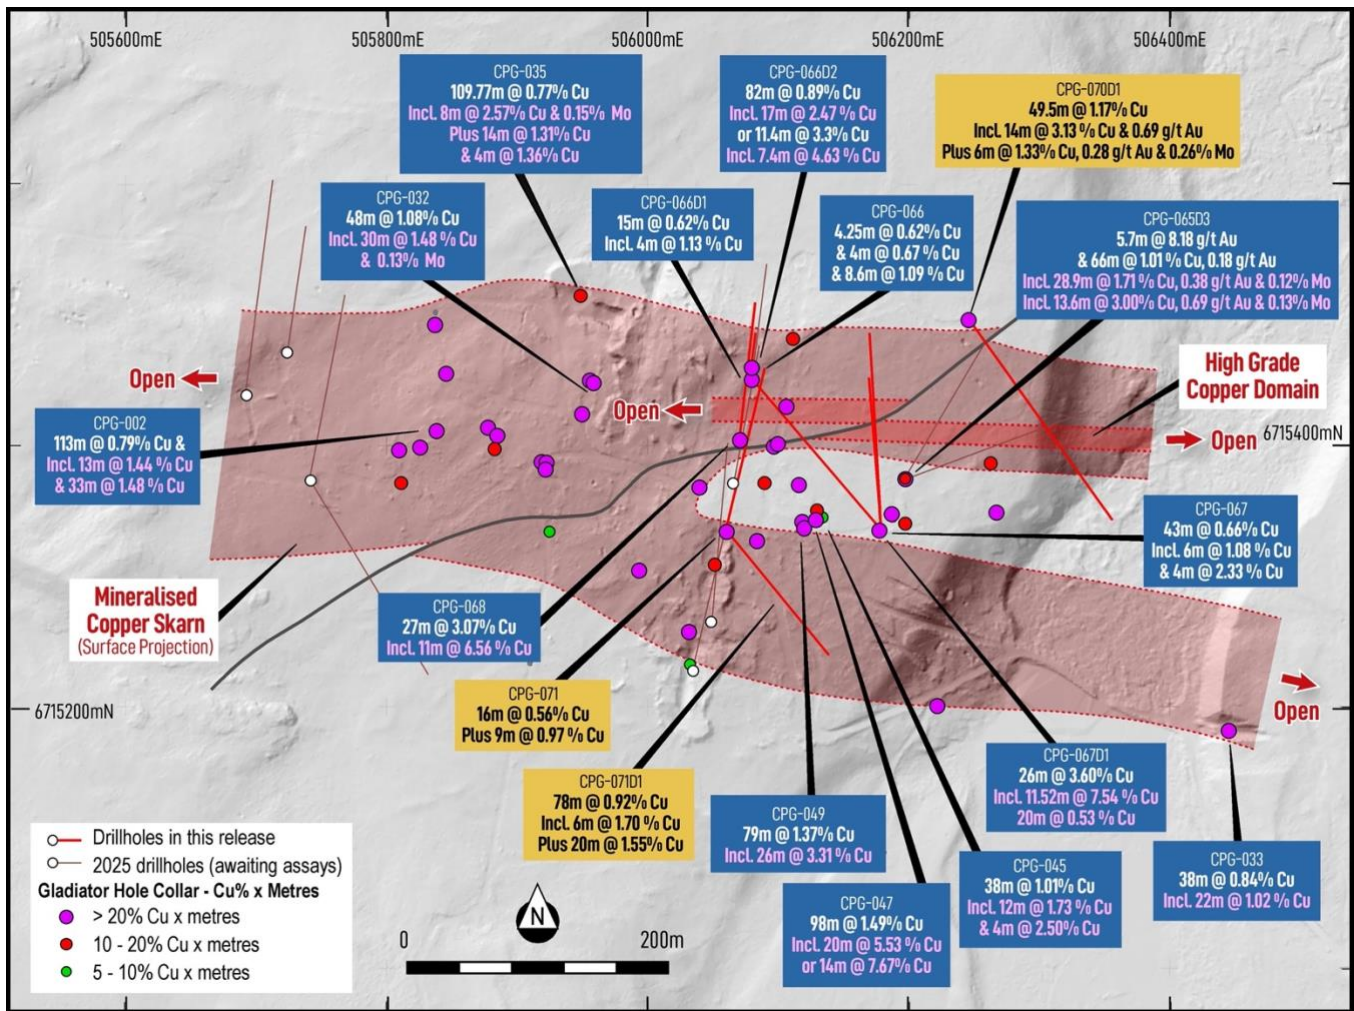 505600mE
505800mE
506000mE
506200mE
506400mE
CPG-035
109.77m @ 0.77% Cu
Incl. 8m @ 2.57% Cu & 0.15% Mo
Plus 14m @ 1.31% Cu
& 4m @ 1.36% Cu
CPG-066D2
82m @ 0.89% Cu
Incl. 17m @ 2.47 % Cu
or 11.4m @ 3.3% Cu
Incl. 7.4m @ 4.63 % Cu
CPG-070D1
49.5m @ 1.17% Cu
Incl. 14m @ 3.13 % Cu & 0.69 g/t Au
Plus 6m @ 1.33% Cu, 0.28 g/t Au & 0.26% Mo
CPG-032
48m @ 1.08% Cu
Incl. 30m @ 1.48 % Cu
& 0.13% Mo
CPG-066D1
15m @ 0.62% Cu
Incl. 4m @ 1.13 % Cu
CPG-066
4.25m @ 0.62% Cu
& 4m @ 0.67 % Cu
& 8.6m @ 1.09 % Cu
CPG-065D3
5.7m @ 8.18 g/t Au
& 66m @ 1.01 % Cu, 0.18 g/t Au
Incl. 28.9m @ 1.71 % Cu, 0.38 g/t Au & 0.12% Mo
Incl. 13.6m @ 3.00% Cu, 0.69 g/t Au & 0.13% Mo
Open
Open
High Grade
Copper Domain
Open
6715400mN
CPG-002
113m @ 0.79% Cu &
Incl. 13m @ 1.44 % Cu
& 33m @ 1.48 % Cu
CPG-067
43m @ 0.66% Cu
Incl. 6m @ 1.08 % Cu
& 4m @ 2.33 % Cu
Mineralised
Copper Skarn
(Surface Projection)
CPG-068
27m @ 3.07% Cu
Incl. 11m @ 6.56 % Cu
CPG-071
16m @ 0.56% Cu
Plus 9m @ 0.97 % Cu
6715200mN
Open
CPG-071D1
78m @ 0.92% Cu
Incl. 6m @ 1.70 % Cu
Plus 20m @ 1.55% Cu
CPG-049
79m @ 1.37% Cu
Incl. 26m @ 3.31 % Cu
CPG-067D1
26m @ 3.60% Cu
Incl. 11.52m @ 7.54 % Cu
20m @ 0.53 % Cu
CPG-047
98m @ 1.49% Cu
Incl. 20m @ 5.53 % Cu
or 14m @ 7.67% Cu
CPG-045
38m @ 1.01% Cu
Incl. 12m @ 1.73 % Cu
& 4m @ 2.50% Cu
CPG-033
38m @ 0.84% Cu
Incl. 22m @ 1.02 % Cu
Drillholes in this release
2025 drillholes (awaiting assays)
Gladiator Hole Collar - Cu% x Metres
> 20% Cu x metres
10 - 20% Cu x metres
5 - 10% Cu x metres
N
0
200m